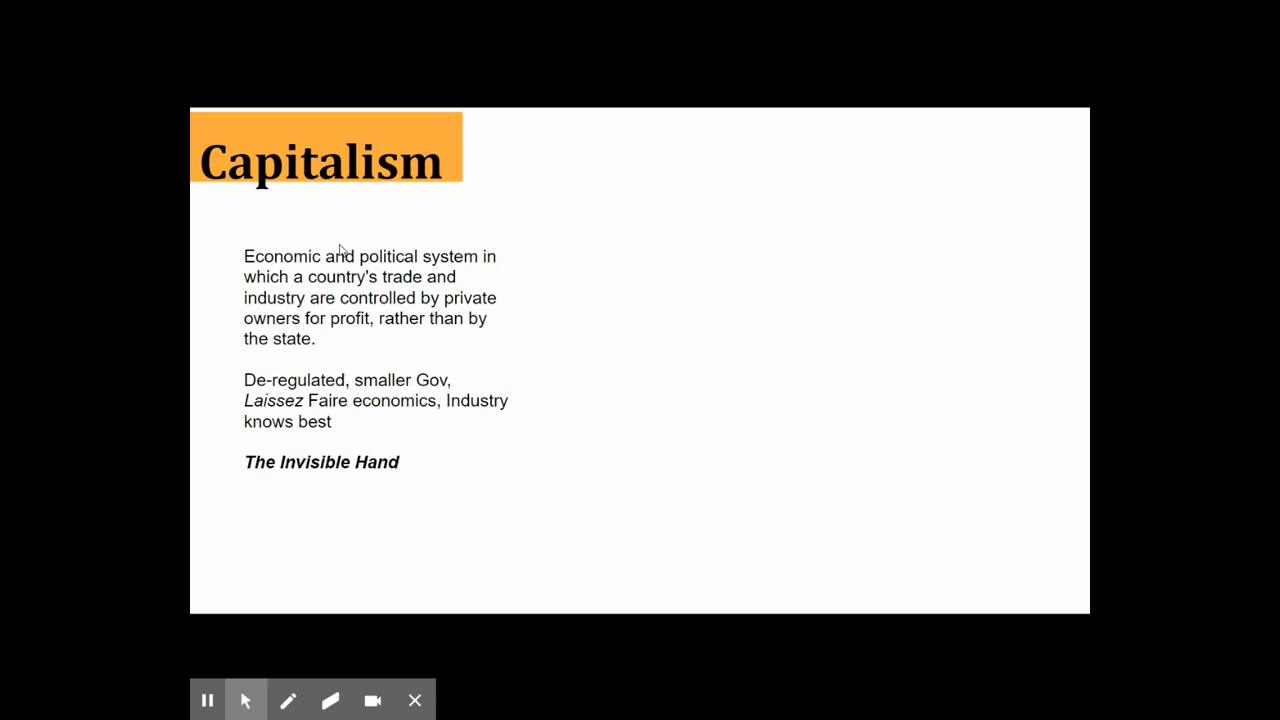 Capitalism
Economic and political system in
which a country's trade and
industry are controlled by private
owners for profit, rather than by
the state.
De-regulated, smaller Gov,
Laissez Faire economics, Industry
knows best
The Invisible Hand